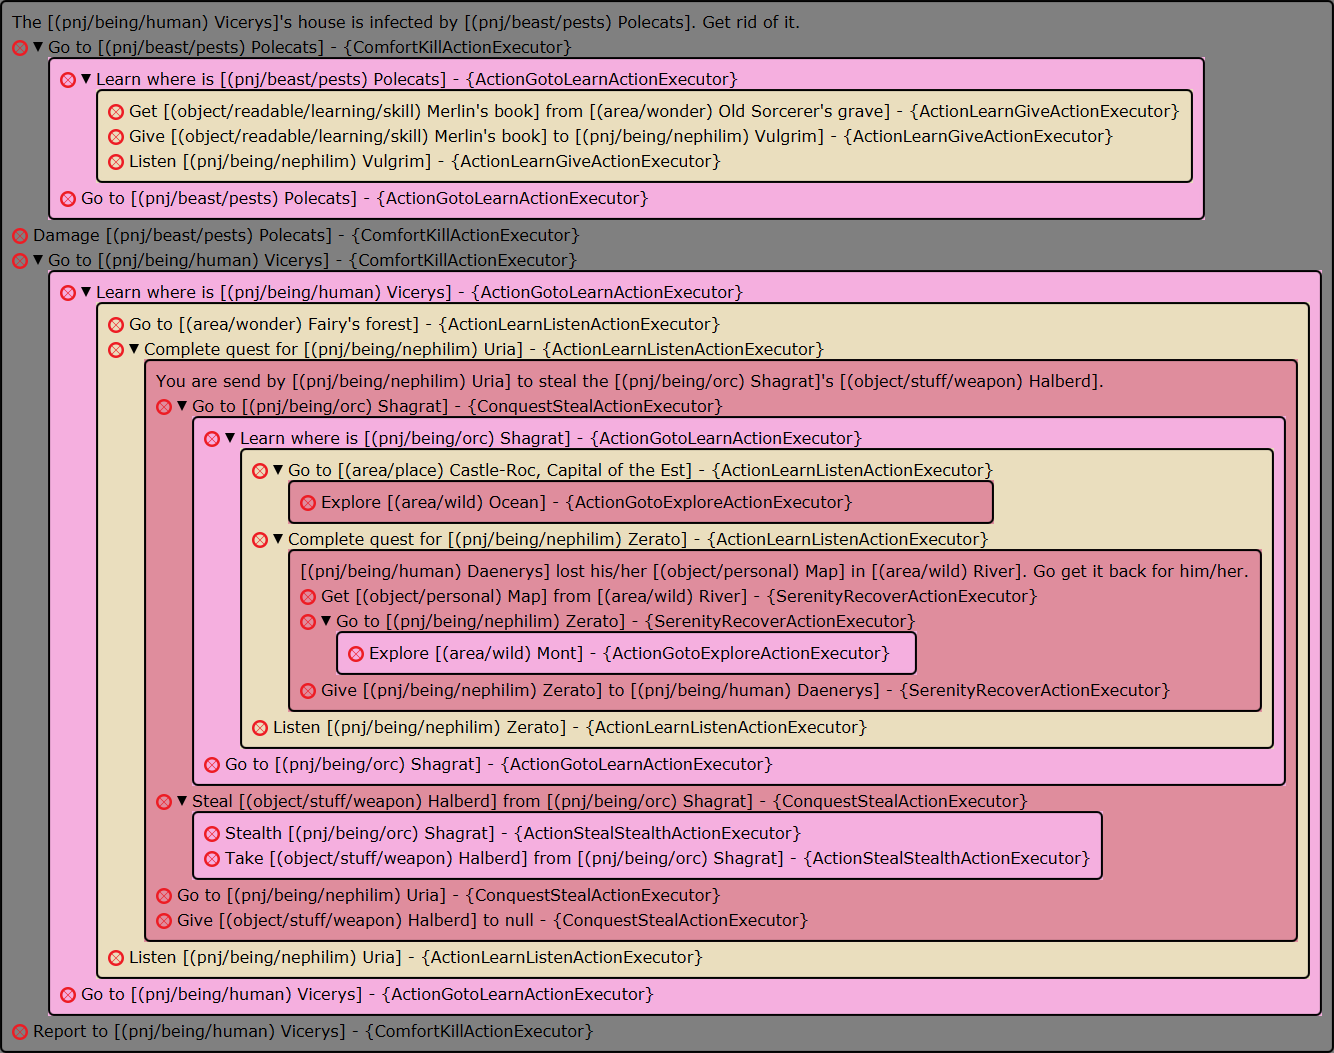 The [(pnj/being/human) Vicerys]'s house is infected by [(pnj/beast/pests) Polecats]. Get rid of it.
Go to [(pnj/beast/pests) Polecats] - {ComfortKillActionExecutor}
Learn where is [(pnj/beast/pests) Polecats] - {ActionGotoLearnActionExecutor}
Get [(object/readable/learning/skill) Merlin's book] from [(area/wonder) Old Sorcerer's grave] - {ActionLearnGiveActionExecutor}
Give [(object/readable/learning/skill) Merlin's book] to [(pnj/being/nephilim) Vulgrim] - {ActionLearnGiveActionExecutor}
Listen [(pnj/being/nephilim) Vulgrim] - {ActionLearnGiveActionExecutor}
Go to [(pnj/beast/pests) Polecats] - {ActionGotoLearnActionExecutor}
Damage [(pnj/beast/pests) Polecats] - {ComfortKillActionExecutor}
Go to [(pnj/being/human) Vicerys] - {ComfortKillActionExecutor}
Learn where is [(pnj/being/human) Vicerys] - {ActionGotoLearnActionExecutor}
Go to [(area/wonder) Fairy's forest] - {ActionLearnListenActionExecutor}
Complete quest for [(pnj/being/nephilim) Uria] - {ActionLearnListenActionExecutor}
You are send by [(pnj/being/nephilim) Uria] to steal the [(pnj/being/orc) Shagrat]'s [(object/stuff/weapon) Halberd].
Go to [(pnj/being/orc) Shagrat] - {ConquestStealActionExecutor}
Learn where is [(pnj/being/orc) Shagrat] - {ActionGotoLearnActionExecutor}
Go to [(area/place) Castle-Roc, Capital of the Est] - {ActionLearnListenActionExecutor}
Explore [(area/wild) Ocean] - {ActionGotoExploreActionExecutor}
Complete quest for [(pnj/being/nephilim) Zerato] - {ActionLearnListenActionExecutor}
[(pnj/being/human) Daenerys] lost his/her [(object/personal) Map] in [(area/wild) River]. Go get it back for him/her.
Get [(object/personal) Map] from [(area/wild) River] - {SerenityRecoverActionExecutor}
Go to [(pnj/being/nephilim) Zerato] - {SerenityRecoverActionExecutor}
Explore [(area/wild) Mont] - {ActionGotoExploreActionExecutor}
Give [(pnj/being/nephilim) Zerato] to [(pnj/being/human) Daenerys] - {SerenityRecoverActionExecutor}
Listen [(pnj/being/nephilim) Zerato] - {ActionLearnListenActionExecutor}
Go to [(pnj/being/orc) Shagrat] - {ActionGotoLearnActionExecutor}
Steal [(object/stuff/weapon) Halberd] from [(pnj/being/orc) Shagrat] - {ConquestStealActionExecutor}
Stealth [(pnj/being/orc) Shagrat] - {ActionStealStealthActionExecutor}
Take [(object/stuff/weapon) Halberd] from [(pnj/being/orc) Shagrat] - {ActionStealStealthActionExecutor}
Go to [(pnj/being/nephilim) Uria] - {ConquestStealActionExecutor}
Give [(object/stuff/weapon) Halberd] to null - {ConquestStealActionExecutor}
Listen [(pnj/being/nephilim) Uria] - {ActionLearnListenActionExecutor}
Go to [(pnj/being/human) Vicerys] - {ActionGotoLearnActionExecutor}
Report to [(pnj/being/human) Vicerys] - {ComfortKillActionExecutor}